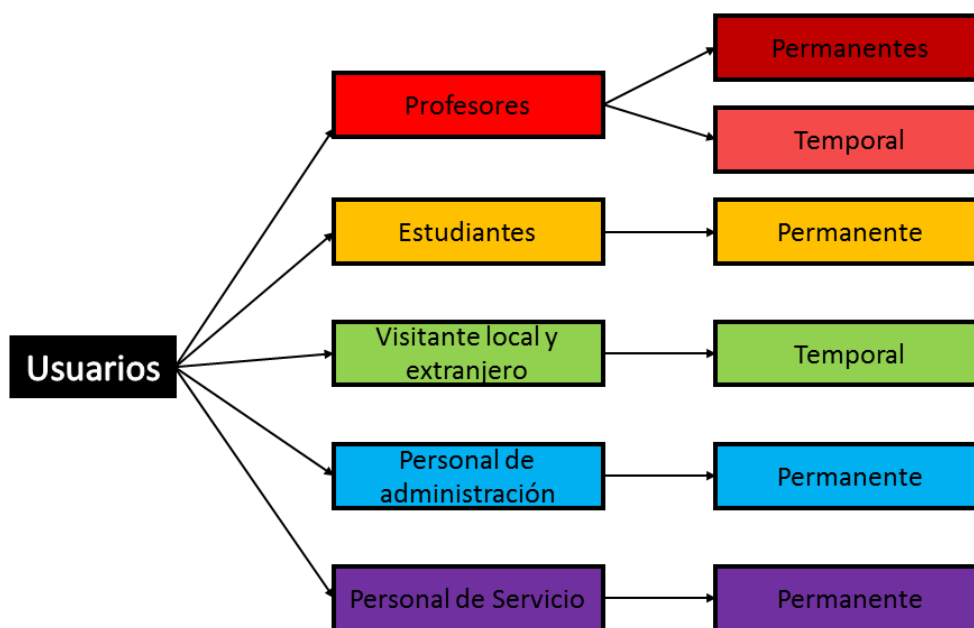 Permanentes
Profesores
Temporal
Estudiantes
Permanente
Usuarios
Visitante local y
extranjero
Temporal
Personal de
administración
Permanente
Personal de Servicio
Permanente